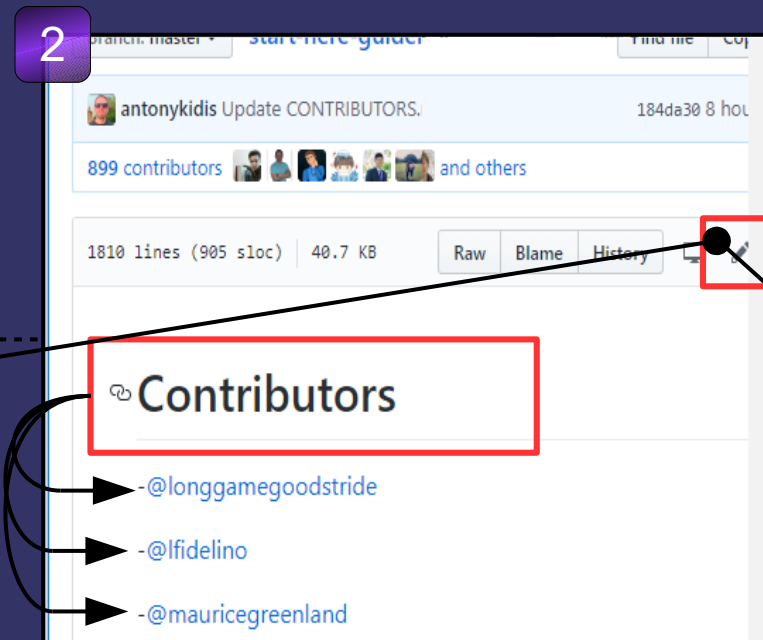 2
Branch: master start-here-guide Find file
antonykidis Update CONTRIBUTORS. 184da30 8
899 contributors and others
1810 lines (905 sloc) 40.7 KB Raw Blame History
Contributors
-@longgamegoodstride
-@lfidelino
-@mauricegreenland